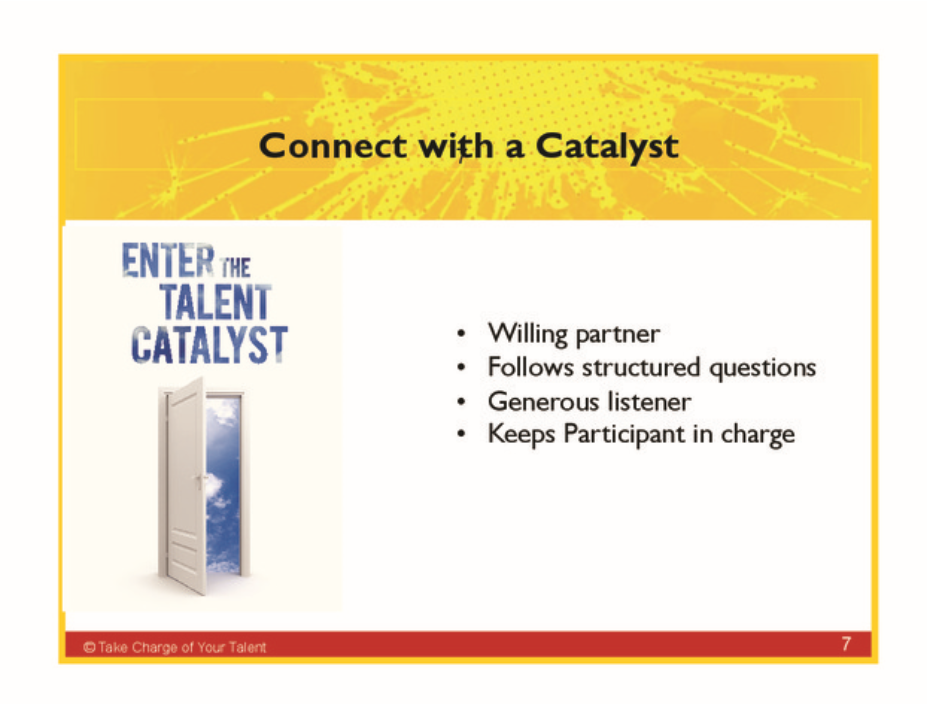 Connect with a Catalyst
ENTER THE
TALENT
CATALYST
• Willing partner
• Follows structured questions
• Generous listener
• Keeps Participant in charge
© Take Charge of Your Talent
7